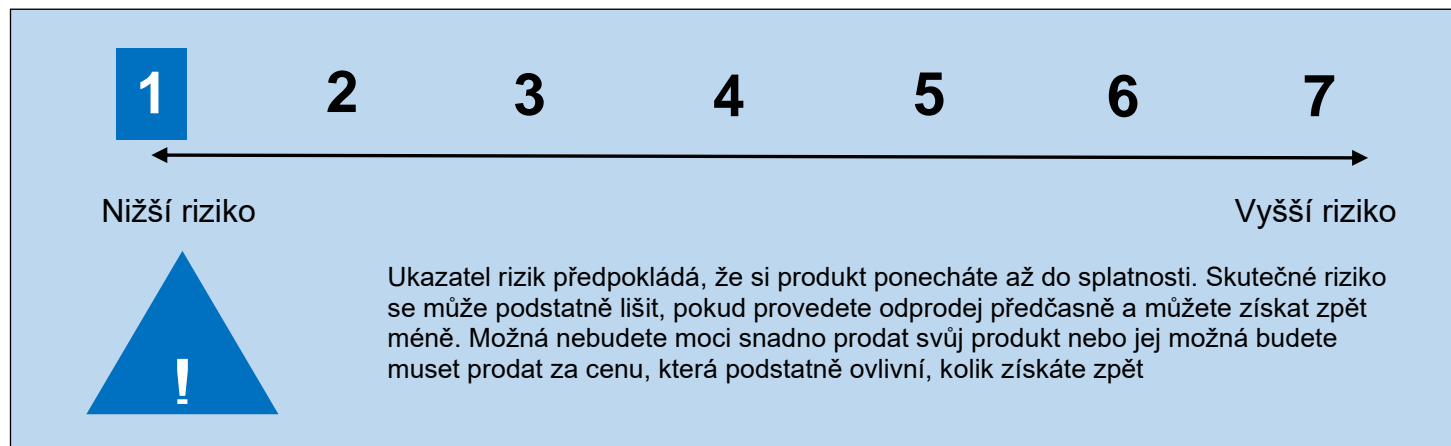 1 2 3 4 5 6 7
Nižší riziko Vyšší riziko
Ukazatel rizik předpokládá, že si produkt ponecháte až do splatnosti. Skutečné riziko
se může podstatně lišit, pokud provedete odprodej předčasně a můžete získat zpět
méně. Možná nebudete moci snadno prodat svůj produkt nebo jej možná budete
muset prodat za cenu, která podstatně ovlivní, kolik získáte zpět
!